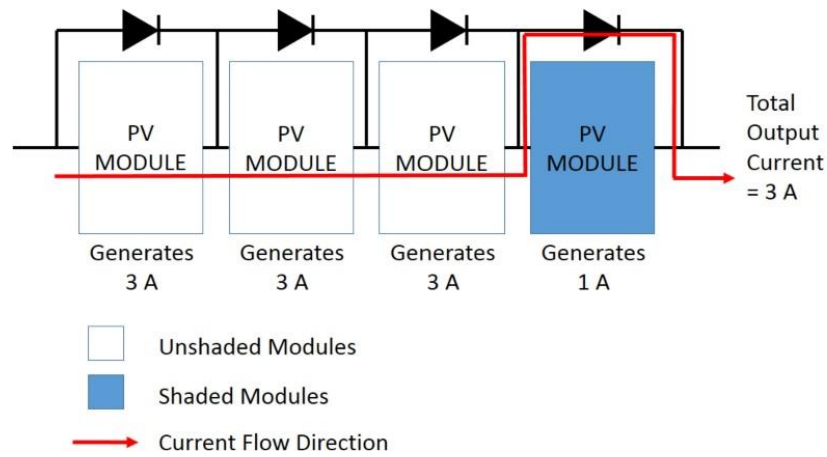 PV
MODULE
PV
MODULE
PV
MODULE
PV
MODULE
Total
Output
Current
= 3 A
Generates
3 A
Generates
3 A
Generates
3 A
Generates
1 A
Unshaded Modules
Shaded Modules
Current Flow Direction